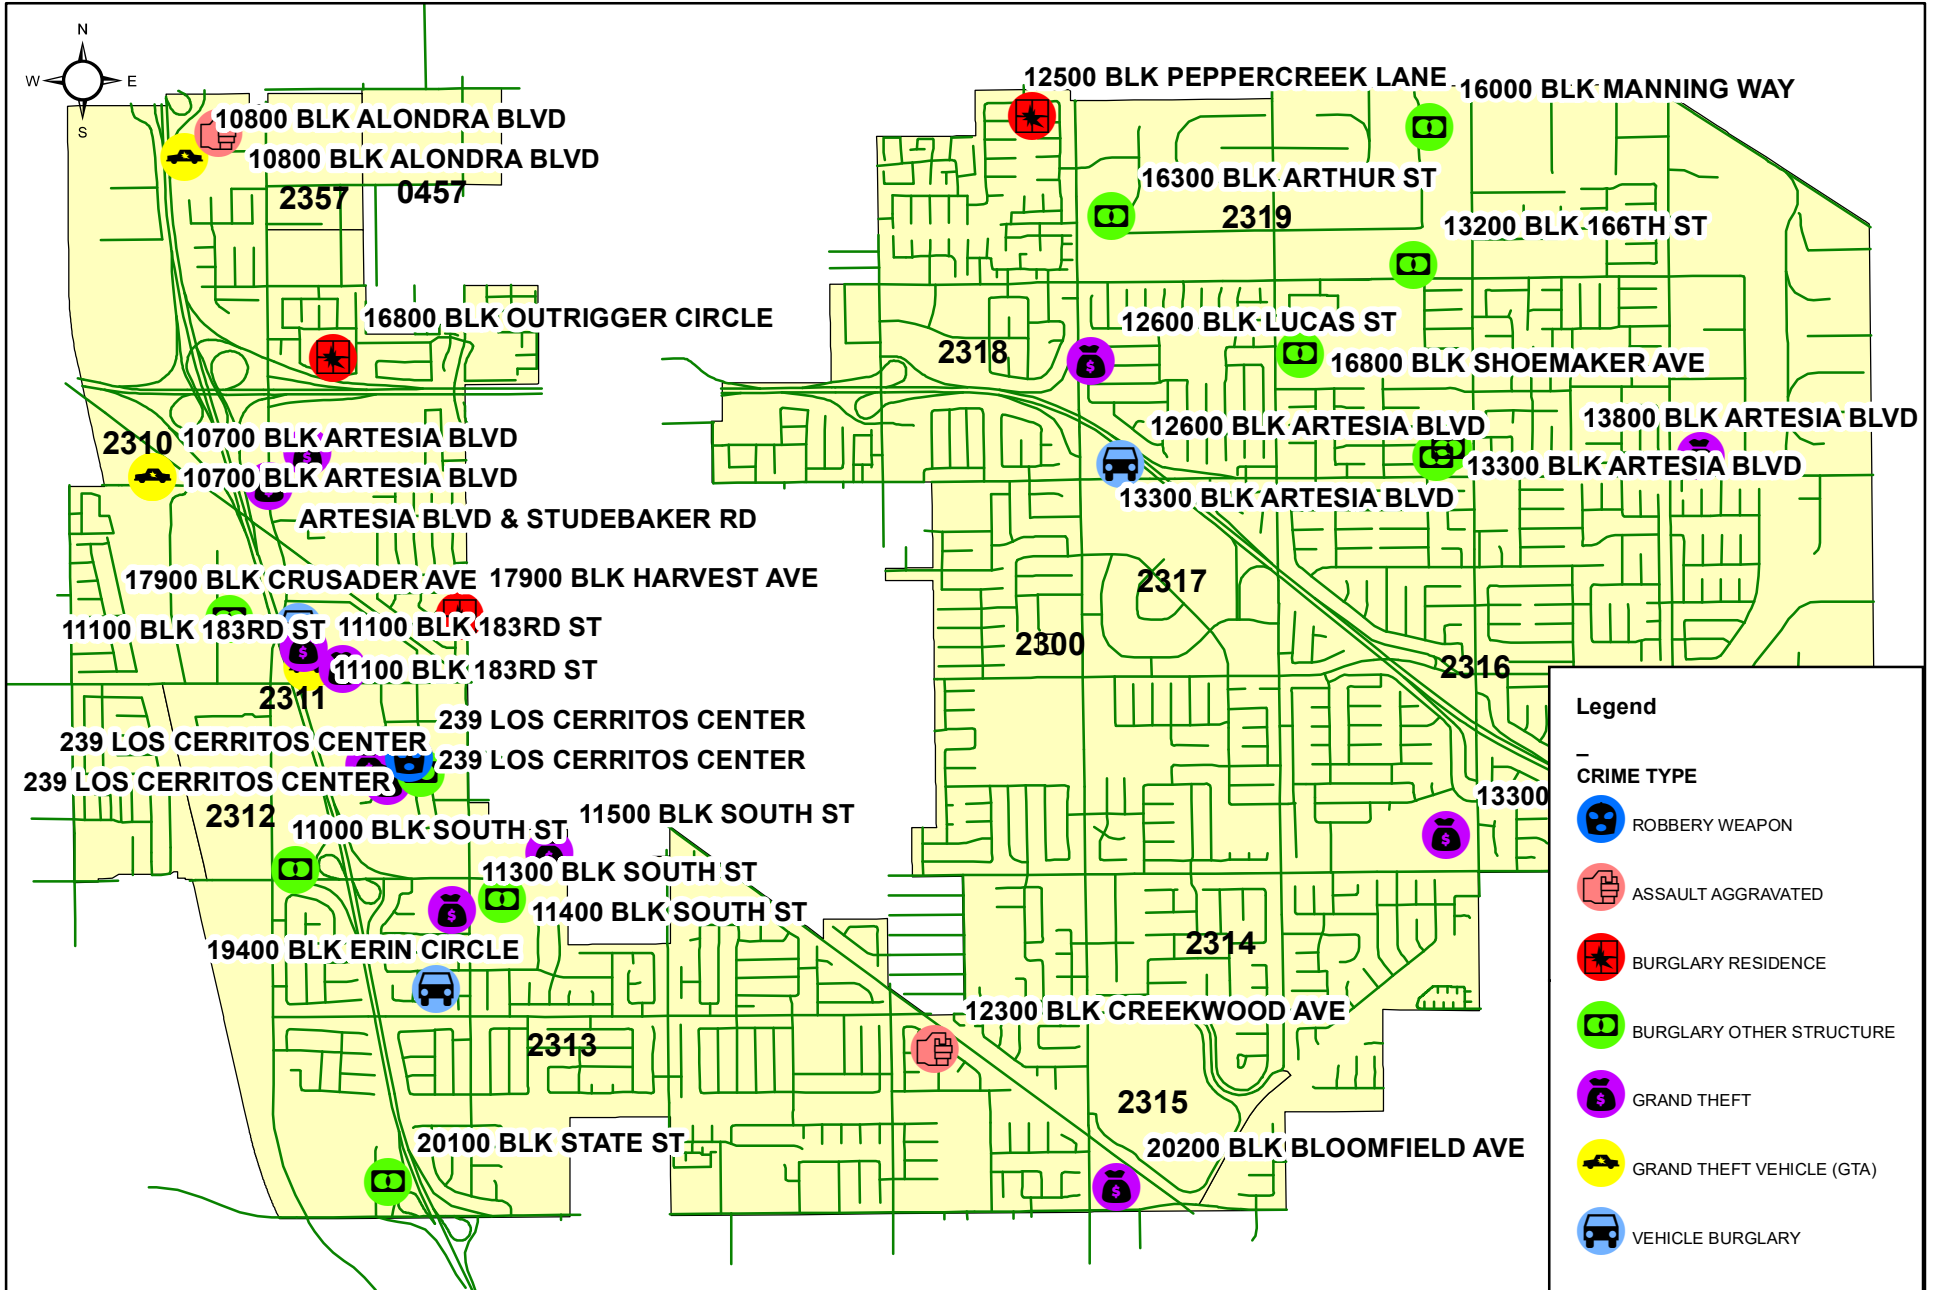 N
W
E
S
12500 BLK PEPPERCREEK LANE
16000 BLK MANNING WAY
10800 BLK ALONDRA BLVD
10800 BLK ALONDRA BLVD
2357
0457
16300 BLK ARTHUR ST
2319
13200 BLK 166TH ST
16800 BLK OUTRIGGER CIRCLE
12600 BLK LUCAS ST
2318
16800 BLK SHOEMAKER AVE
13800 BLK ARTESIA BLVD
12600 BLK ARTESIA BLVD
2310
10700 BLK ARTESIA BLVD
13300 BLK ARTESIA BLVD
10700 BLK ARTESIA BLVD
13300 BLK ARTESIA BLVD
ARTESIA BLVD & STUDEBAKER RD
17900 BLK CRUSADER AVE
17900 BLK HARVEST AVE
2317
11100 BLK 183RD ST
11100 BLK 183RD ST
2300
11100 BLK 183RD ST
2316
2311
239 LOS CERRITOS CENTER
239 LOS CERRITOS CENTER
239 LOS CERRITOS CENTER
239 LOS CERRITOS CENTER
13300
2312
11000 BLK SOUTH ST
11500 BLK SOUTH ST
11300 BLK SOUTH ST
11400 BLK SOUTH ST
19400 BLK ERIN CIRCLE
2314
12300 BLK CREEKWOOD AVE
2313
2315
20100 BLK STATE ST
20200 BLK BLOOMFIELD AVE
Legend
_
CRIME TYPE
ROBBERY WEAPON
ASSAULT AGGRAVATED
BURGLARY RESIDENCE
BURGLARY OTHER STRUCTURE
GRAND THEFT
GRAND THEFT VEHICLE (GTA)
VEHICLE BURGLARY